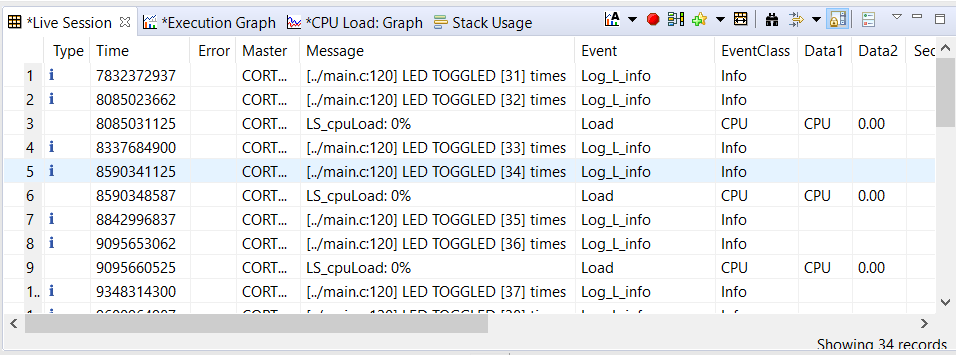 *Live Session *Execution Graph *CPU Load: Graph Stack Usage
Type Time Error Master Message Event EventClass Data1 Data2 Sec
1 i 7832372937 CORT... [../main.c:120] LED TOGGLED [31] times Log_L_info Info
2 i 8085023662 CORT... [../main.c:120] LED TOGGLED [32] times Log_L_info Info
3 8085031125 CORT... LS_cpuLoad: 0% Load CPU CPU 0.00
4 i 8337684900 CORT... [../main.c:120] LED TOGGLED [33] times Log_L_info Info
5 i 8590341125 CORT... [../main.c:120] LED TOGGLED [34] times Log_L_info Info
6 8590348587 CORT... LS_cpuLoad: 0% Load CPU CPU 0.00
7 i 8842996837 CORT... [../main.c:120] LED TOGGLED [35] times Log_L_info Info
8 i 9095653062 CORT... [../main.c:120] LED TOGGLED [36] times Log_L_info Info
9 9095660525 CORT... LS_cpuLoad: 0% Load CPU CPU 0.00
1.. i 9348314300 CORT... [../main.c:120] LED TOGGLED [37] times Log_L_info Info
Showing 34 records